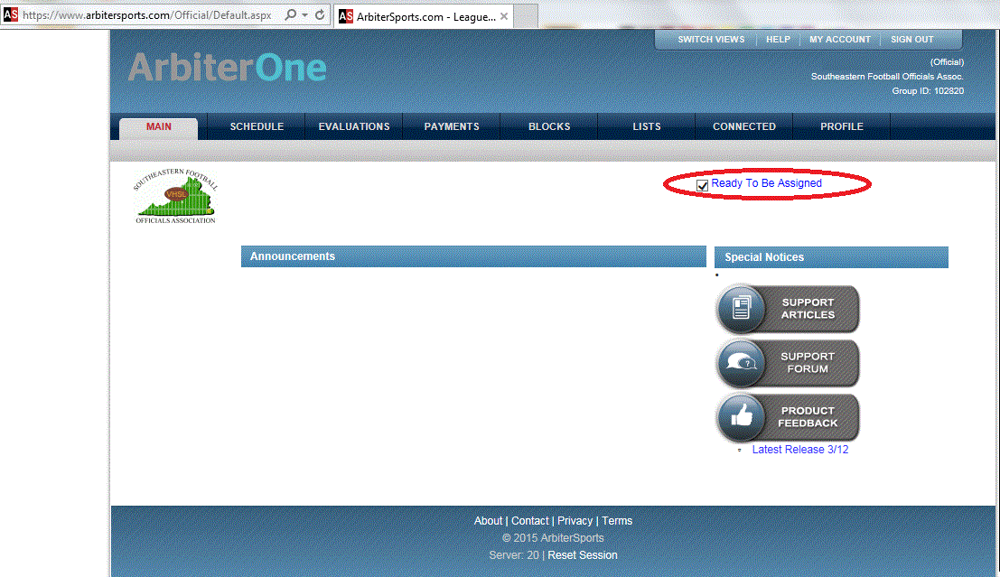 AS https://www.arbitersports.com/Official/Default.aspx
AS ArbiterSports.com - League...
SWITCH VIEWS | HELP | MY ACCOUNT | SIGN OUT
ArbiterOne
(Official)
Southeastern Football Officials Assoc.
Group ID: 102820
MAIN SCHEDULE EVALUATIONS PAYMENTS BLOCKS LISTS CONNECTED PROFILE
SOUTHEASTERN FOOTBALL
VHSL
OFFICIALS ASSOCIATION
Ready To Be Assigned
Announcements
Special Notices
SUPPORT
ARTICLES
SUPPORT
FORUM
PRODUCT
FEEDBACK
Latest Release 3/12
About | Contact | Privacy | Terms
© 2015 ArbiterSports
Server: 20 | Reset Session